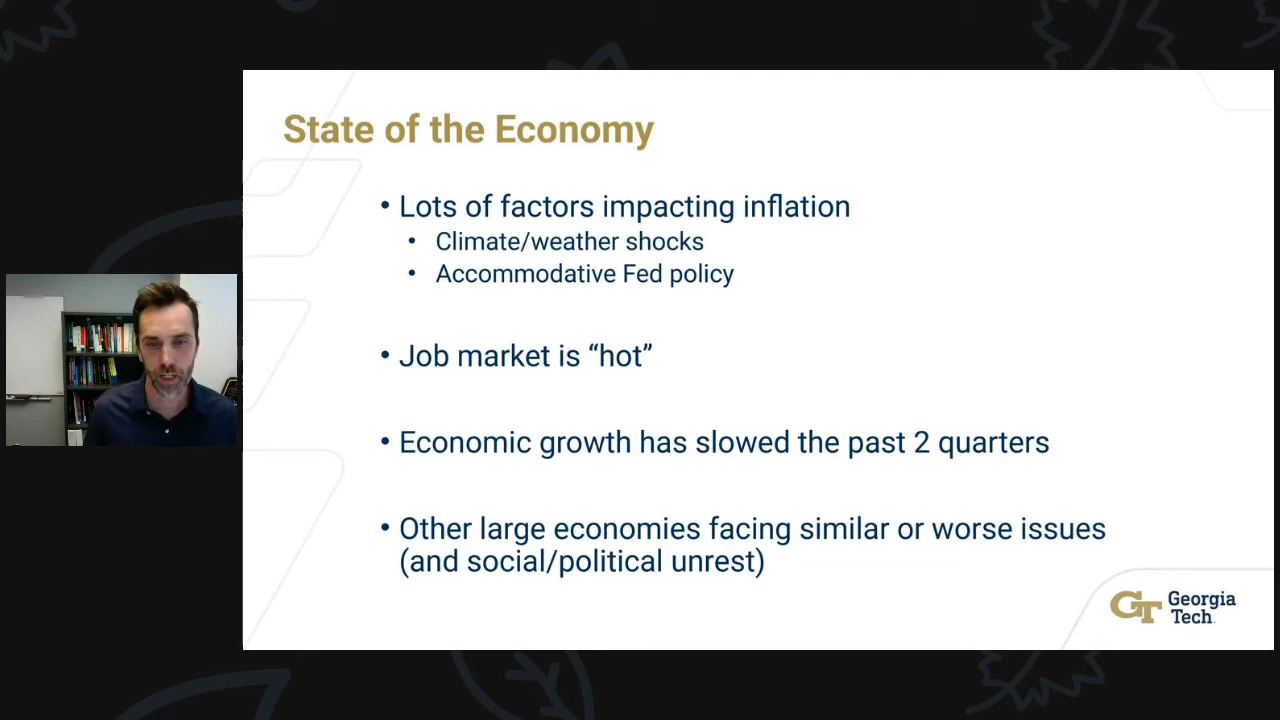 State of the Economy
• Lots of factors impacting inflation
• Climate/weather shocks
• Accommodative Fed policy
• Job market is “hot”
• Economic growth has slowed the past 2 quarters
• Other large economies facing similar or worse issues
(and social/political unrest)
GT Georgia
Tech